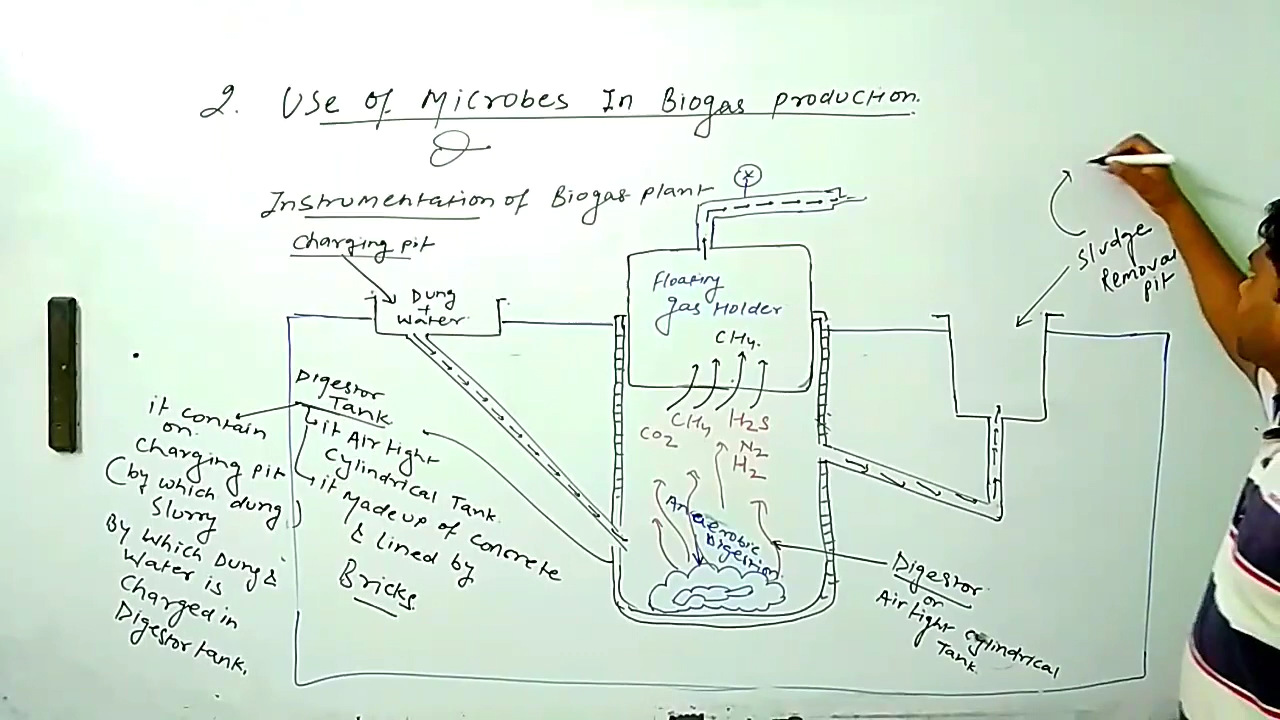 2. Use of Microbes In Biogas production.
Instrumentation of Biogas plant
Charging pit
Dung
+
Water
Floating
gas Holder
CH4.
CH4 H2S
CO2 N2
H2
Anaerobic
Digestion
Sludge
Removal
pit
Digestor
Tank
it Air tight
Cylindrical Tank.
it Made up of Concrete
& lined by
Bricks
it contain
on
Charging pit
(by which dung
& Slurry
By which Dung &
Water is
Charged in
Digestor tank.
Digestor
or
Air tight cylindrical
Tank